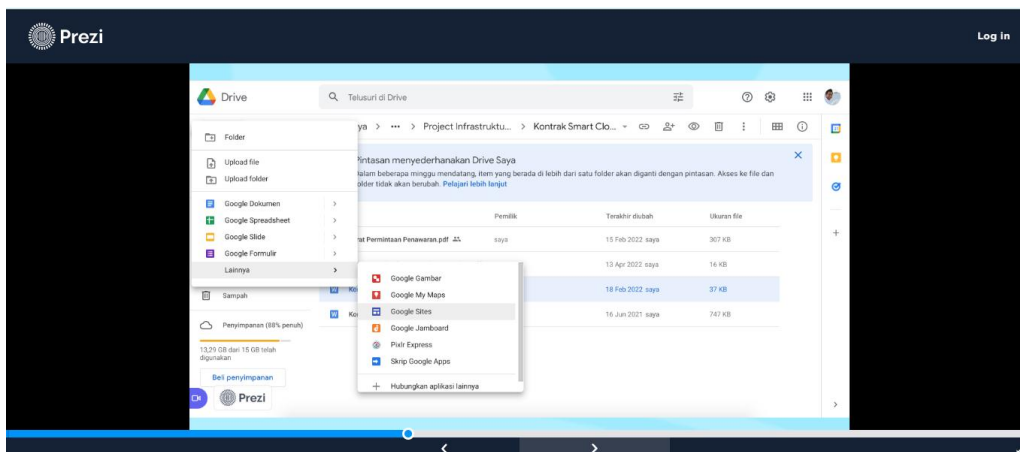 Prezi
Log in
Drive
Telusuri di Drive
ya > ... > Project Infrastruktu... > Kontrak Smart Clo...
Folder
Upload file
Upload folder
Google Dokumen
Google Spreadsheet
Google Slide
Google Formulir
Lainnya
Pintasan menyederhanakan Drive Saya
Dalam beberapa minggu mendatang, item yang berada di lebih dari satu folder akan diganti dengan pintasan. Akses ke file dan
folder tidak akan berubah. Pelajari lebih lanjut
Pemilik Terakhir diubah Ukuran file
rat Permintaan Penawaran.pdf saya 15 Feb 2022 saya 307 KB
13 Apr 2022 saya 16 KB
Ko 18 Feb 2022 saya 37 KB
Ko 16 Jun 2021 saya 747 KB
Google Gambar
Google My Maps
Google Sites
Google Jamboard
Pixlr Express
Skrip Google Apps
Hubungkan aplikasi lainnya
Sampah
Penyimpanan (88% penuh)
13,29 GB dari 15 GB telah
digunakan
Beli penyimpanan
Prezi